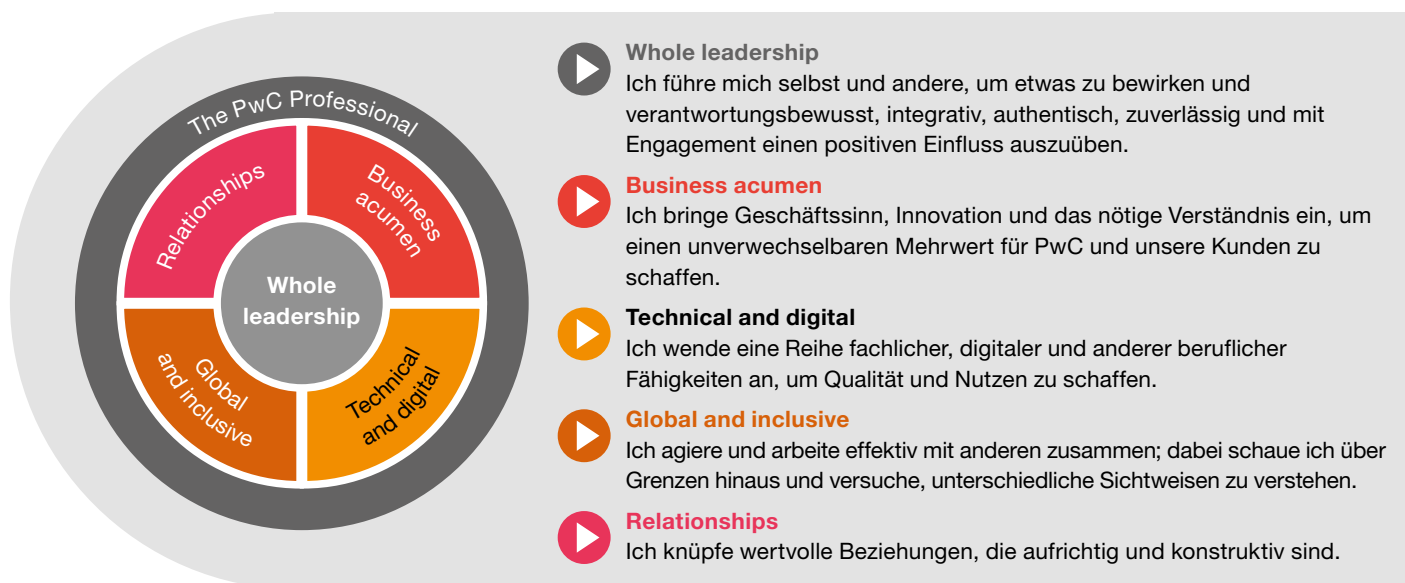 The PwC Professional
Relationships
Business
acumen
Whole
leadership
Global
and inclusive
Technical
and digital
Whole leadership
Ich führe mich selbst und andere, um etwas zu bewirken und
verantwortungsbewusst, integrativ, authentisch, zuverlässig und mit
Engagement einen positiven Einfluss auszuüben.
Business acumen
Ich bringe Geschäftssinn, Innovation und das nötige Verständnis ein, um
einen unverwechselbaren Mehrwert für PwC und unsere Kunden zu
schaffen.
Technical and digital
Ich wende eine Reihe fachlicher, digitaler und anderer beruflicher
Fähigkeiten an, um Qualität und Nutzen zu schaffen.
Global and inclusive
Ich agiere und arbeite effektiv mit anderen zusammen; dabei schaue ich über
Grenzen hinaus und versuche, unterschiedliche Sichtweisen zu verstehen.
Relationships
Ich knüpfe wertvolle Beziehungen, die aufrichtig und konstruktiv sind.